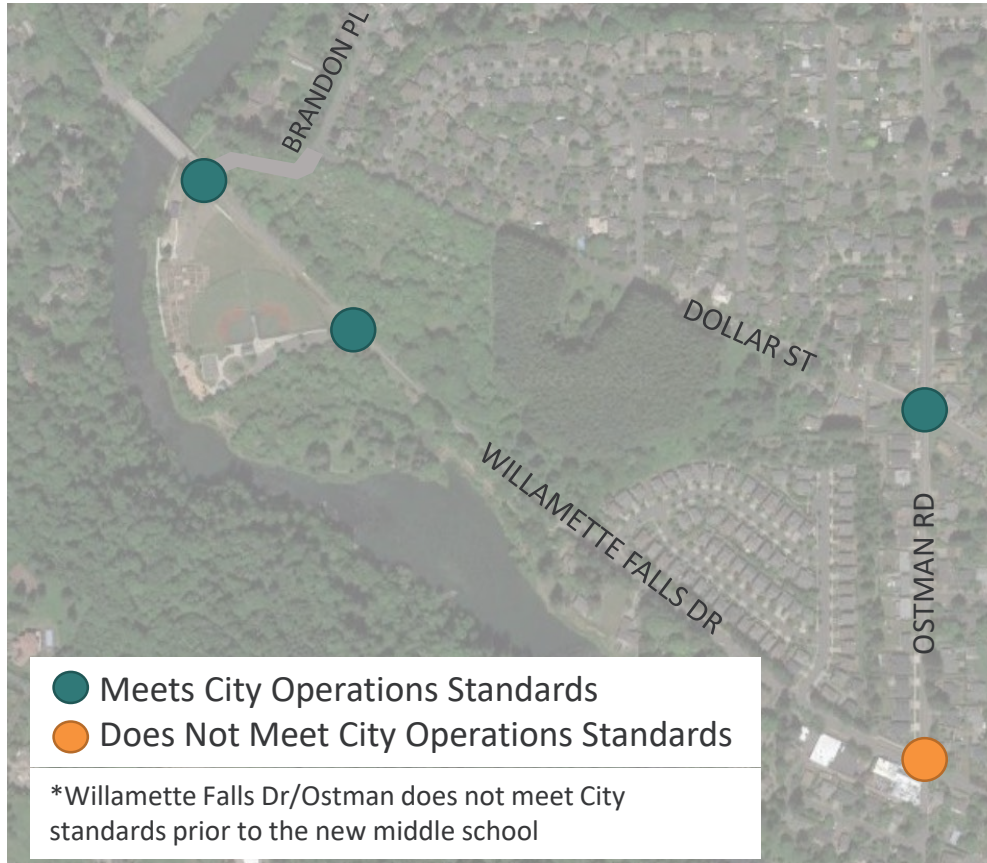 BRANDON PL
DOLLAR ST
WILLAMETTE FALLS DR
OSTMAN RD
Meets City Operations Standards
Does Not Meet City Operations Standards
*Willamette Falls Dr/Ostman does not meet City
standards prior to the new middle school